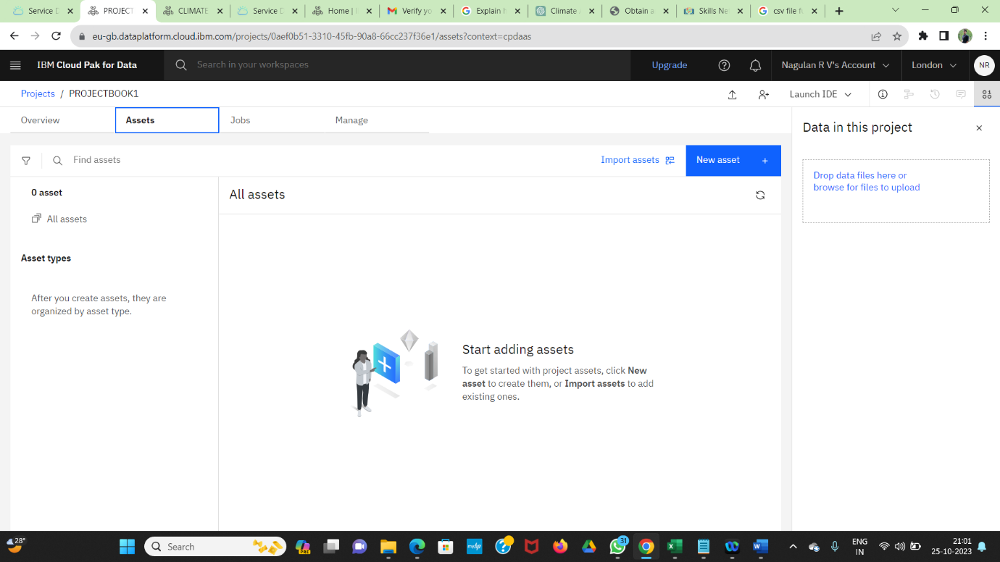 Service D
PROJECT
CLIMATE
Service D
Home |
Verify yo
Explain h
Climate A
Obtain a
Skills Ne
csv file f
eu-gb.dataplatform.cloud.ibm.com/projects/0aef0b51-3310-45fb-90a8-66cc237f36e1/assets?context=cpdaas
IBM Cloud Pak for Data
Search in your workspaces
Upgrade
Nagulan R V's Account
London
NR
Projects / PROJECTBOOK1
Launch IDE
Overview
Assets
Jobs
Manage
Data in this project
Find assets
Import assets
New asset +
Drop data files here or
browse for files to upload
0 asset
All assets
All assets
Asset types
After you create assets, they are
organized by asset type.
Start adding assets
To get started with project assets, click New
asset to create them, or Import assets to add
existing ones.
28°
Search
PRE
myhp
31
ENG
IN
21:01
25-10-2023